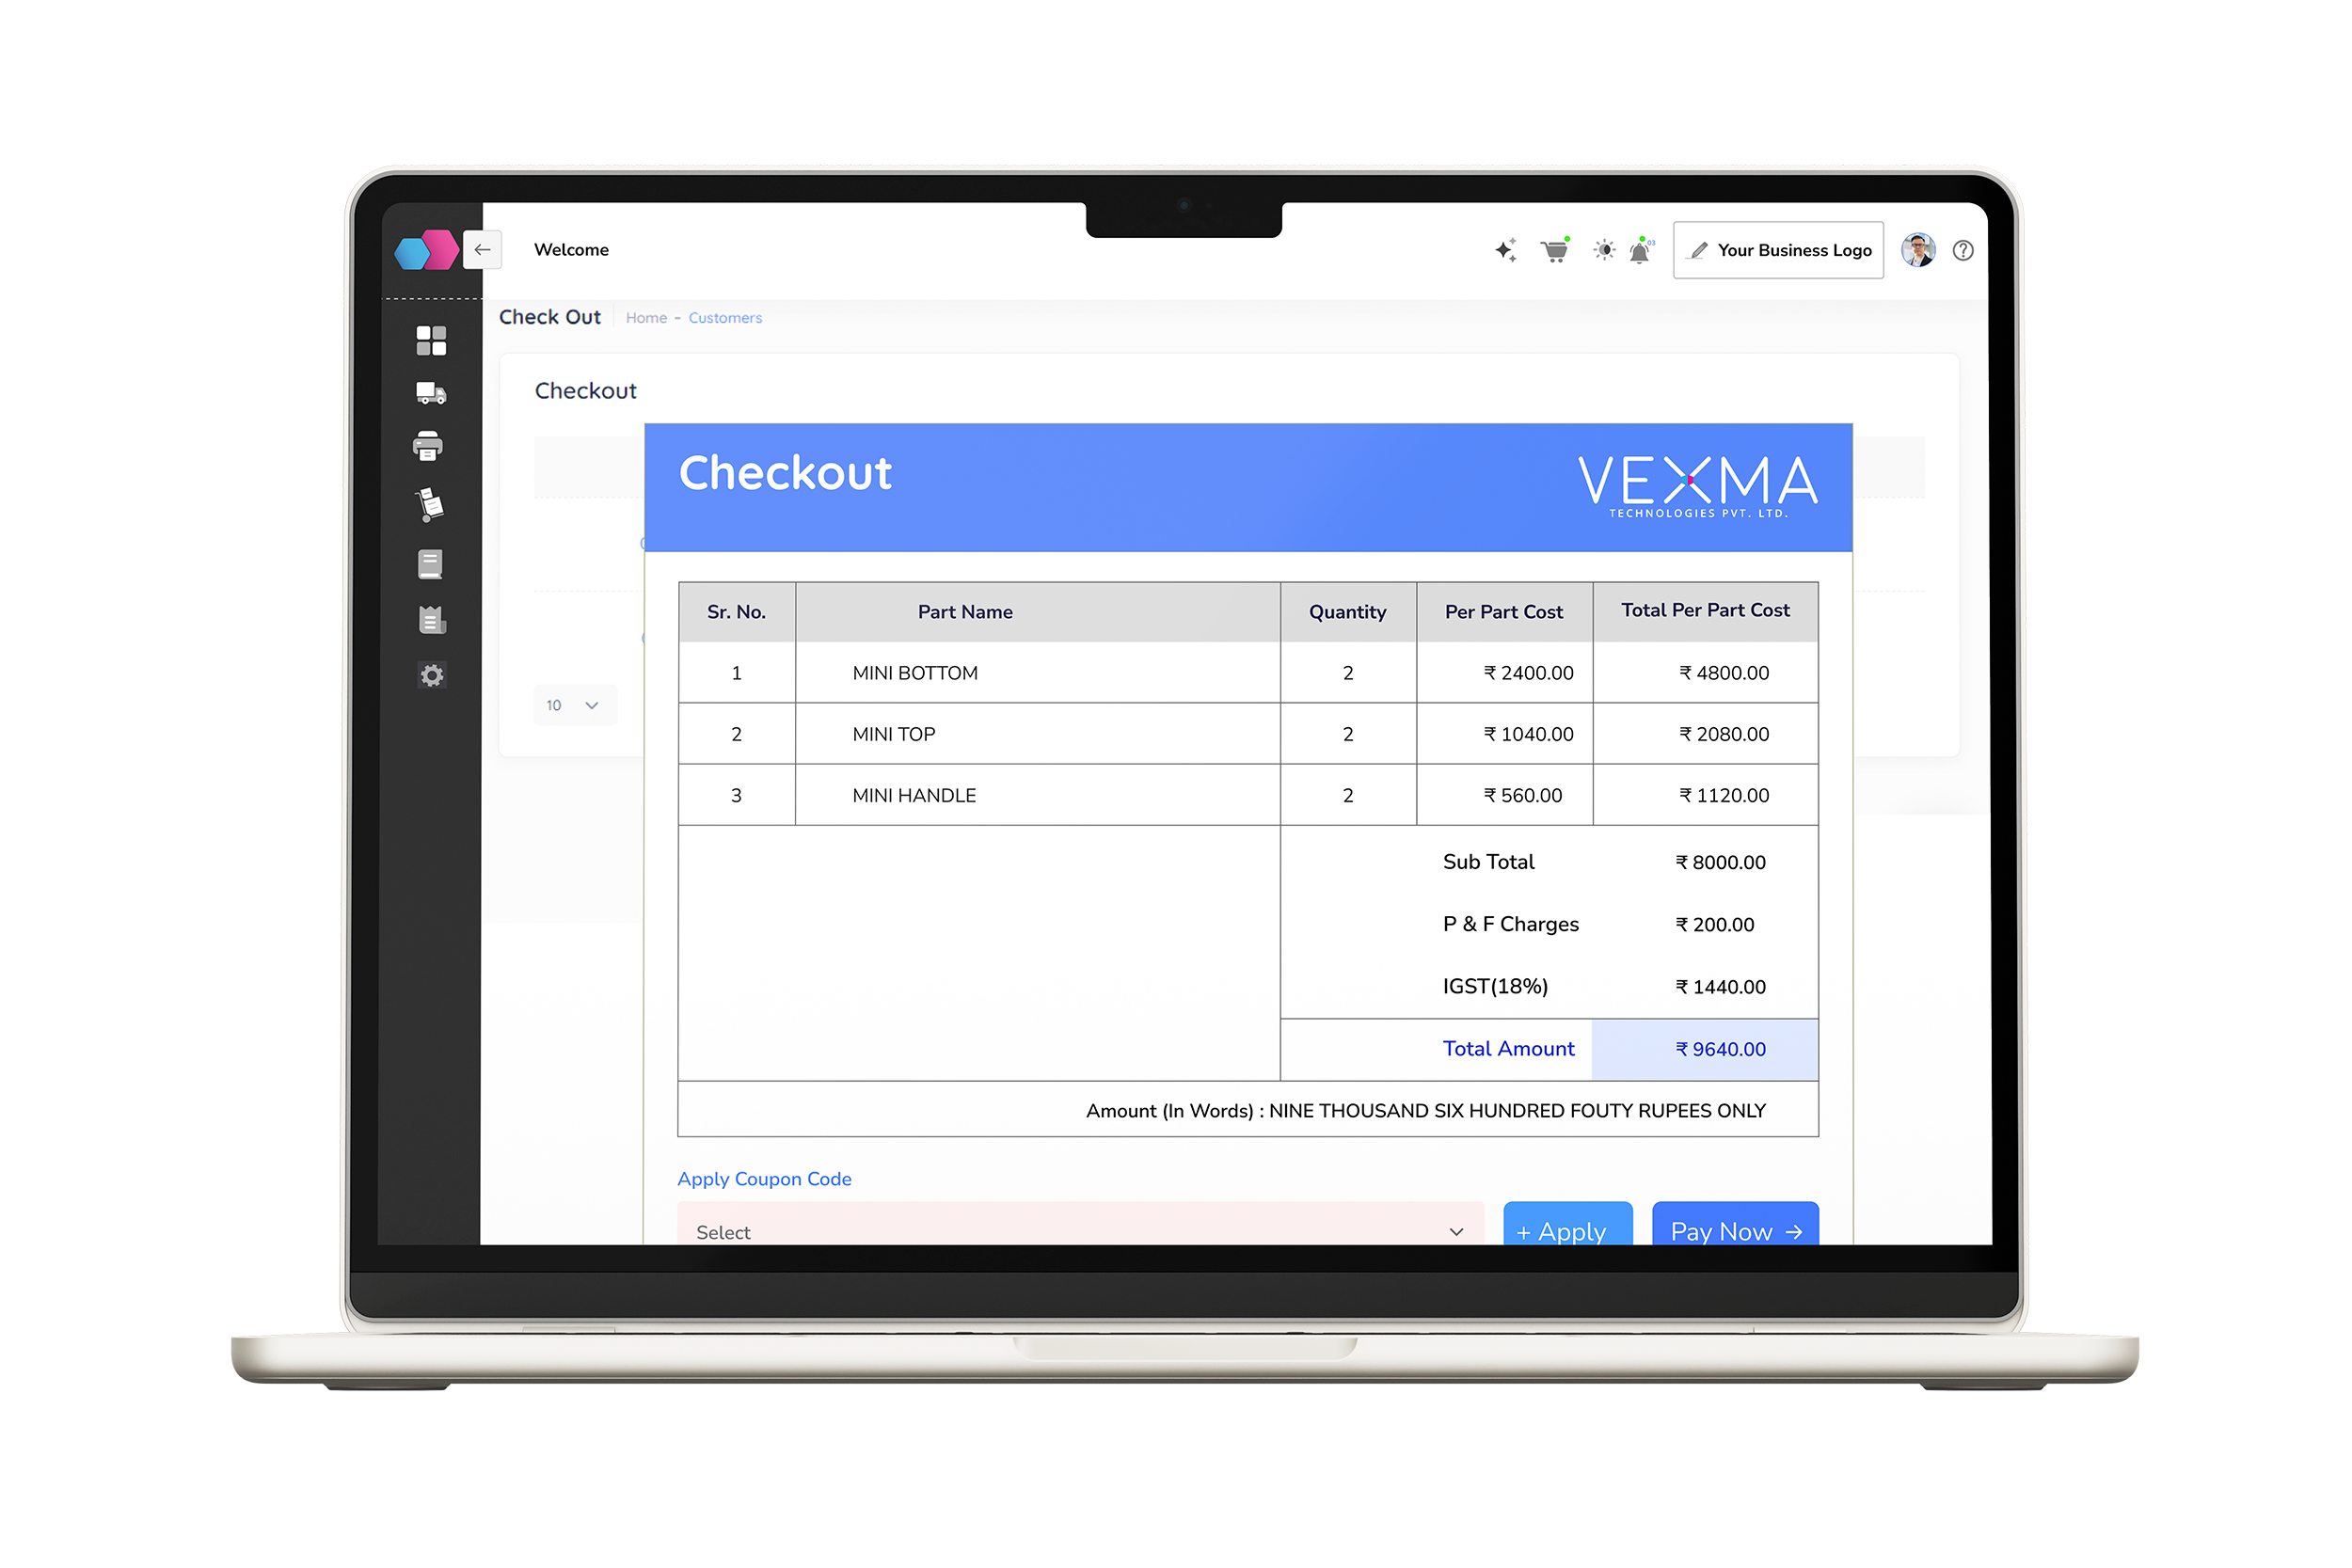 Welcome
03
Your Business Logo
Check Out
Home - Customers
Checkout
Checkout
VEXMA
TECHNOLOGIES PVT. LTD.
Sr. No. Part Name Quantity Per Part Cost Total Per Part Cost
1 MINI BOTTOM 2 ₹ 2400.00 ₹ 4800.00
2 MINI TOP 2 ₹ 1040.00 ₹ 2080.00
3 MINI HANDLE 2 ₹ 560.00 ₹ 1120.00
Sub Total ₹ 8000.00
P & F Charges ₹ 200.00
IGST(18%) ₹ 1440.00
Total Amount ₹ 9640.00
Amount (In Words) : NINE THOUSAND SIX HUNDRED FOUTY RUPEES ONLY
10
Apply Coupon Code
Select
+ Apply
Pay Now →